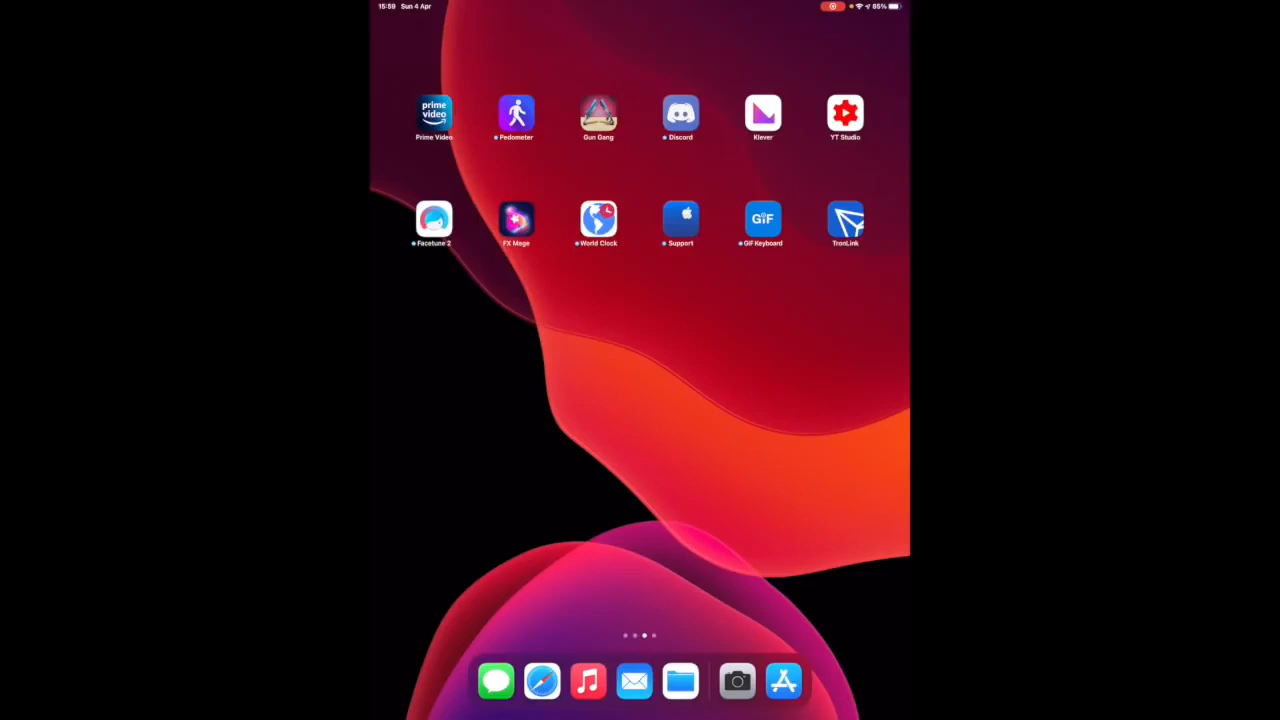 15:59 Sun 4 Apr 85%
prime video GIF
Prime Video Pedometer Gun Gang Discord Klever YT Studio
Facetune 2 FX Mage World Clock Support GIF Keyboard TronLink